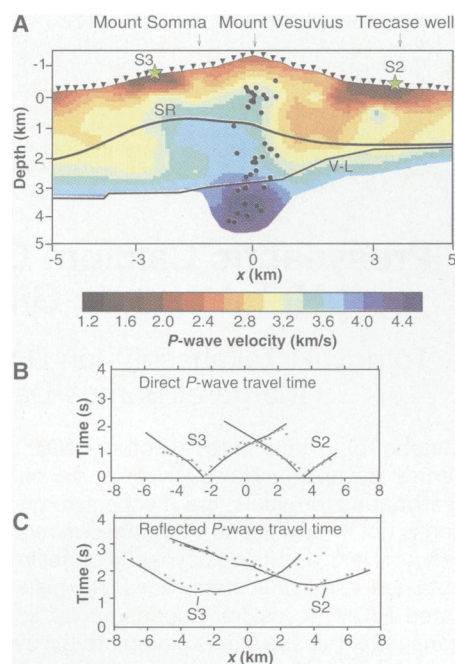 A
Mount Somma Mount Vesuvius Trecase well
S3
S2
-1
0
1
2
3
4
5
Depth (km)
SR
V-L
-5 -3 0 3 5
x (km)
1.2 1.6 2.0 2.4 2.8 3.2 3.6 4.0 4.4
P-wave velocity (km/s)
B
Direct P-wave travel time
4
3
2
1
0
Time (s)
S3
S2
-8 -6 -4 -2 0 2 4 6 8
C
Reflected P-wave travel time
4
3
2
1
0
Time (s)
S3
S2
-8 -6 -4 -2 0 2 4 6 8
x (km)